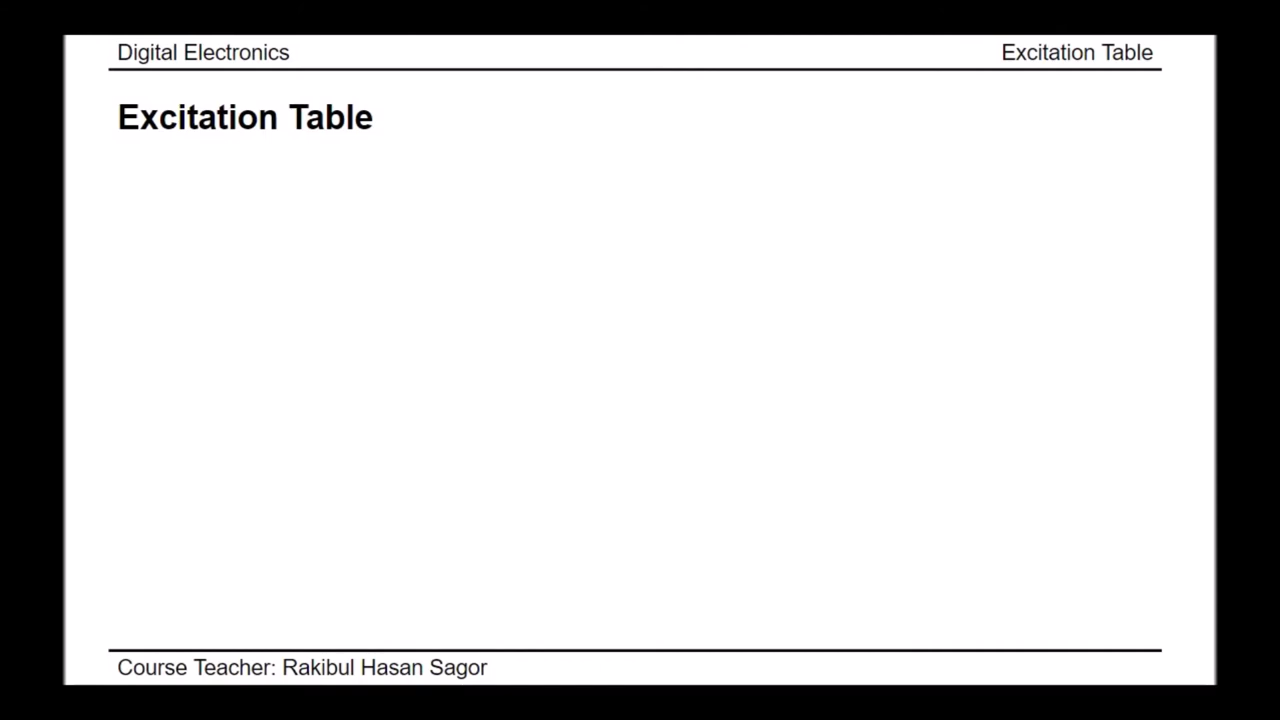 Digital Electronics
Excitation Table
Excitation Table
Course Teacher: Rakibul Hasan Sagor